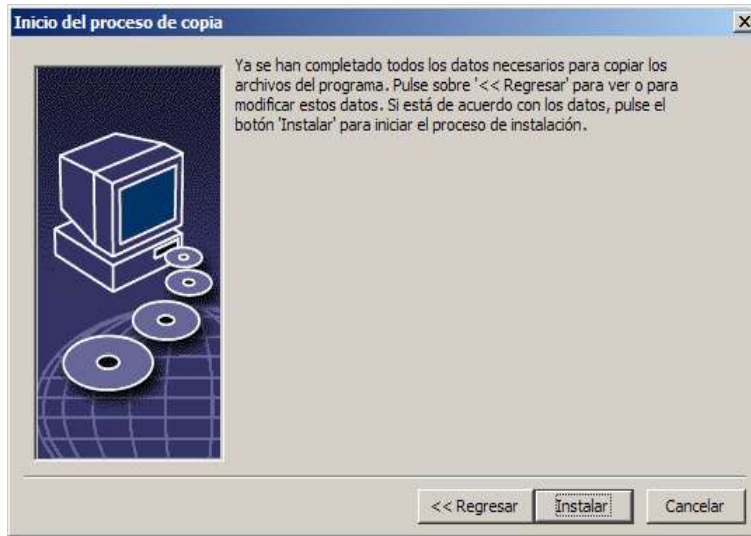 Inicio del proceso de copia
Ya se han completado todos los datos necesarios para copiar los
archivos del programa. Pulse sobre '<< Regresar' para ver o para
modificar estos datos. Si está de acuerdo con los datos, pulse el
botón 'Instalar' para iniciar el proceso de instalación.
<< Regresar
Instalar
Cancelar